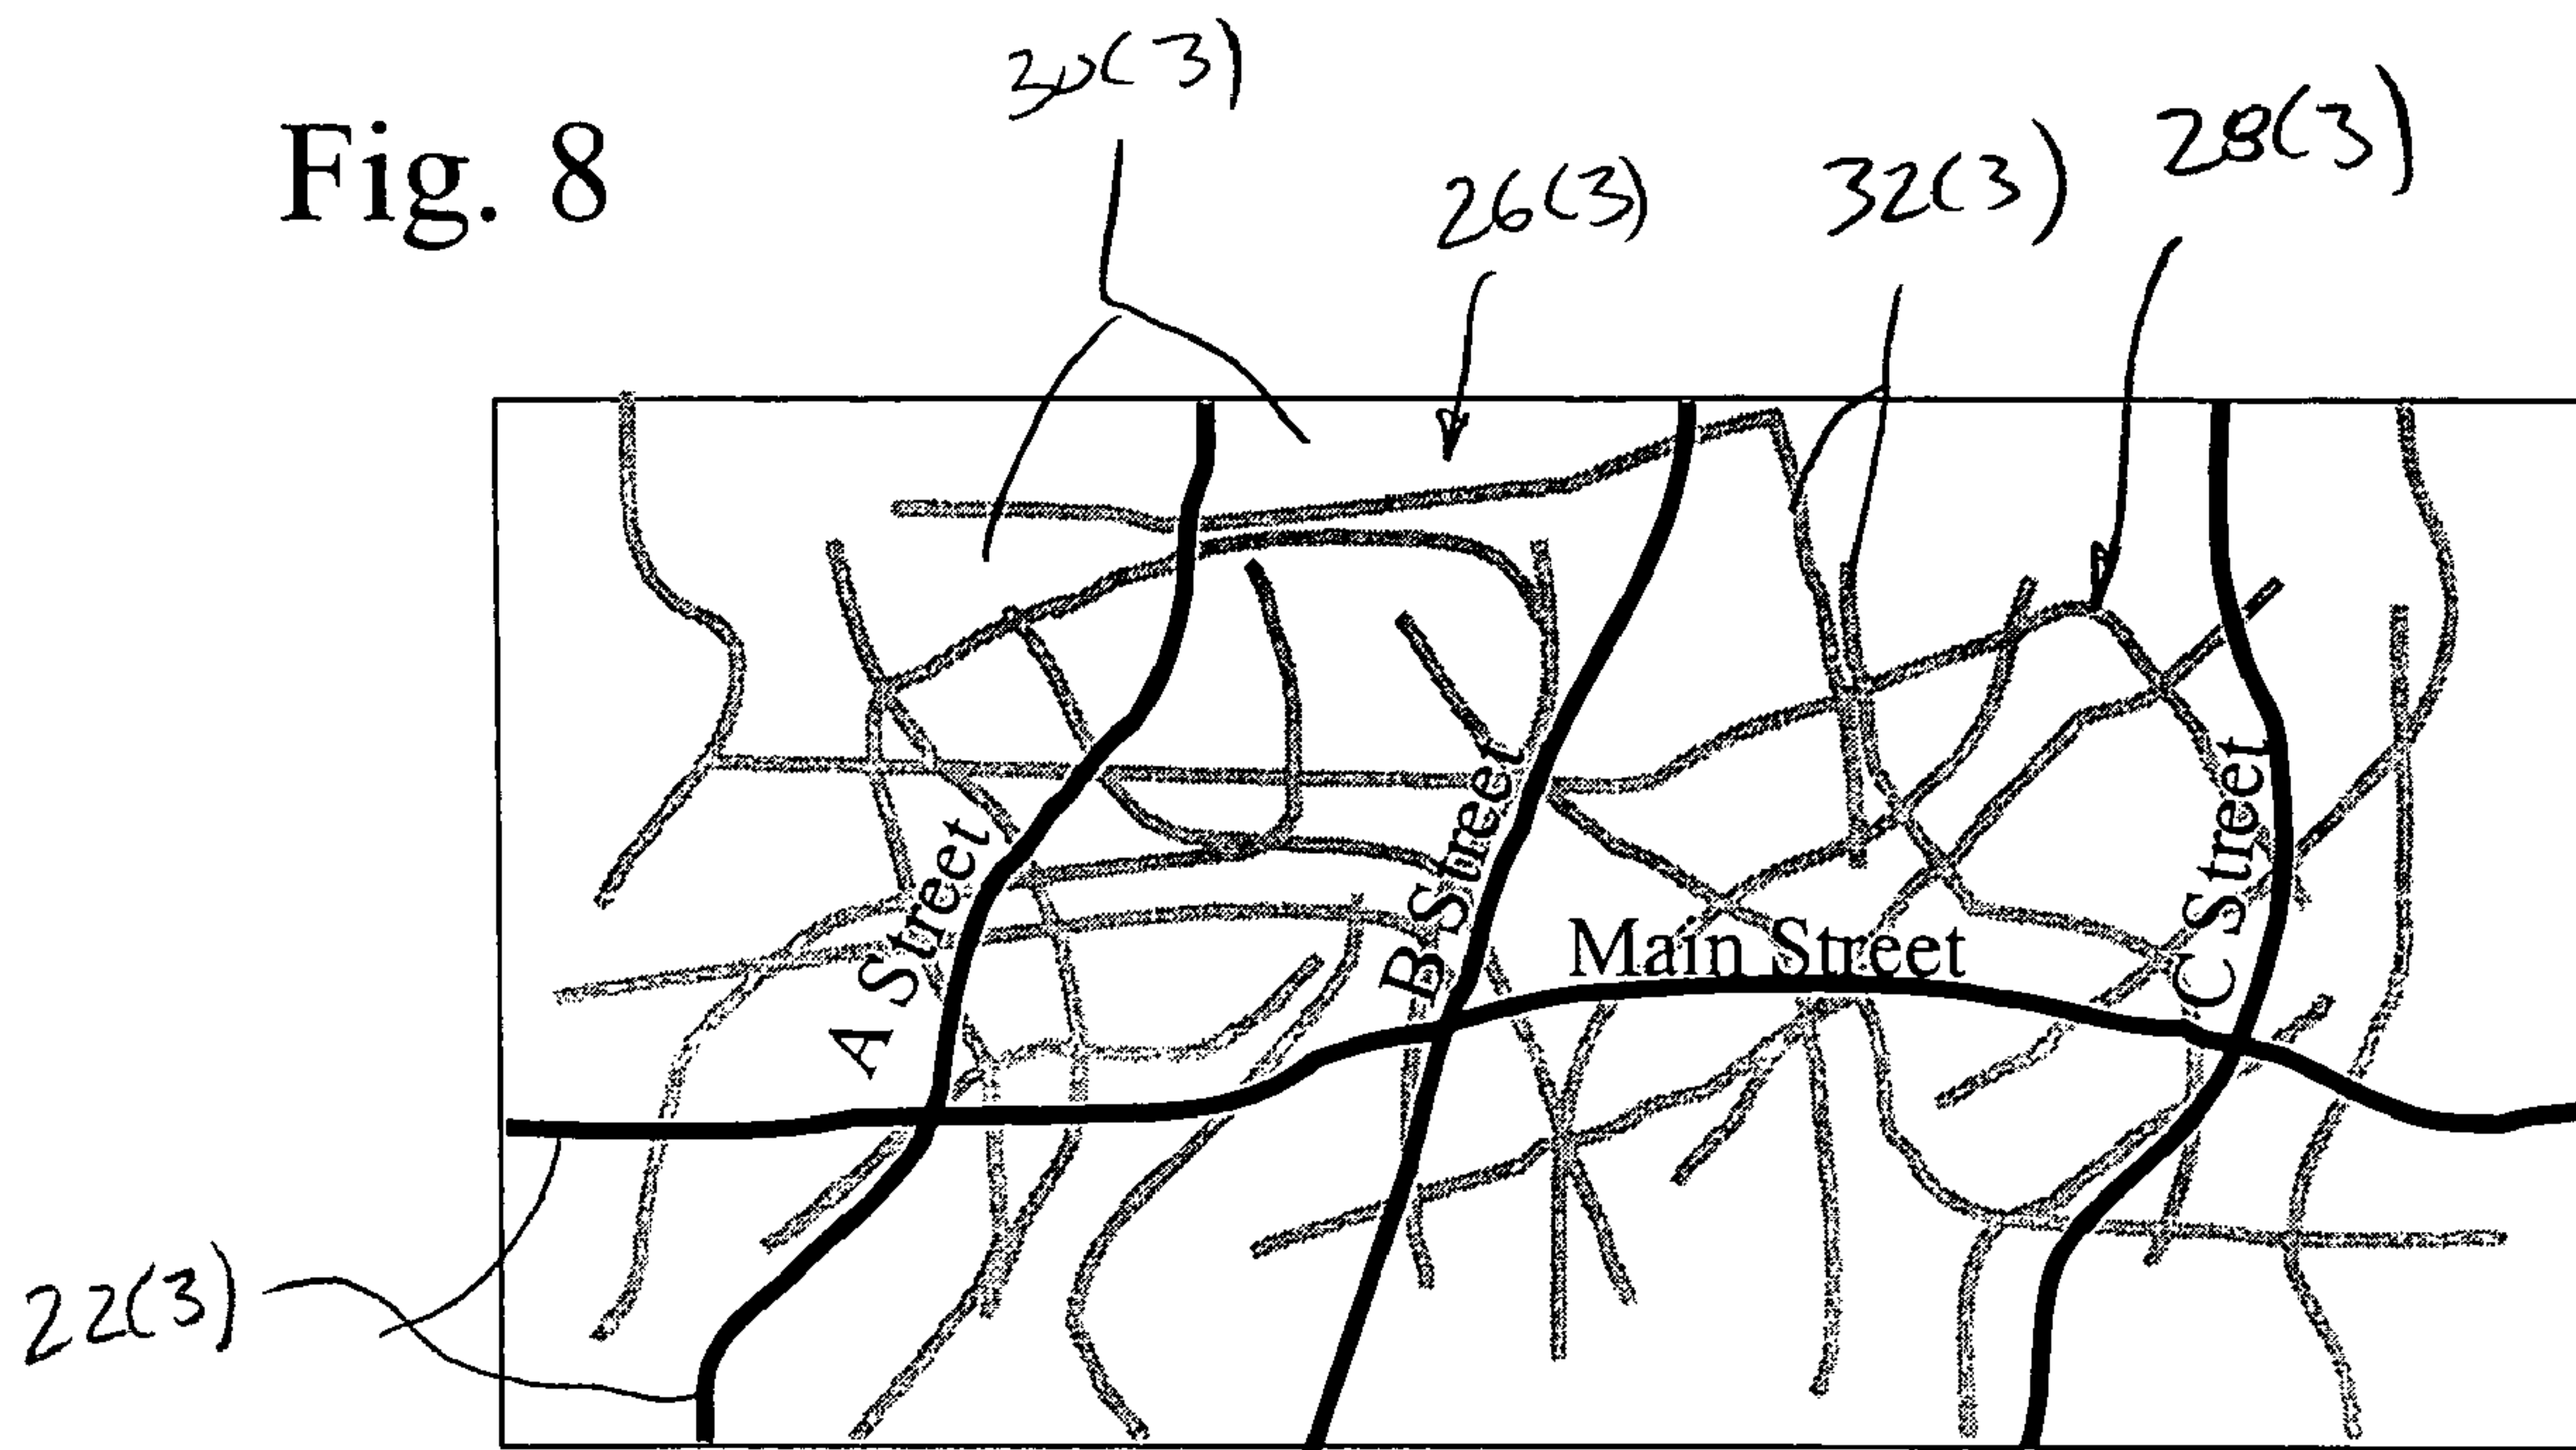 Fig. 8
30(3)
26(3)
32(3)
28(3)
A Street
B Street
Main Street
C Street
22(3)